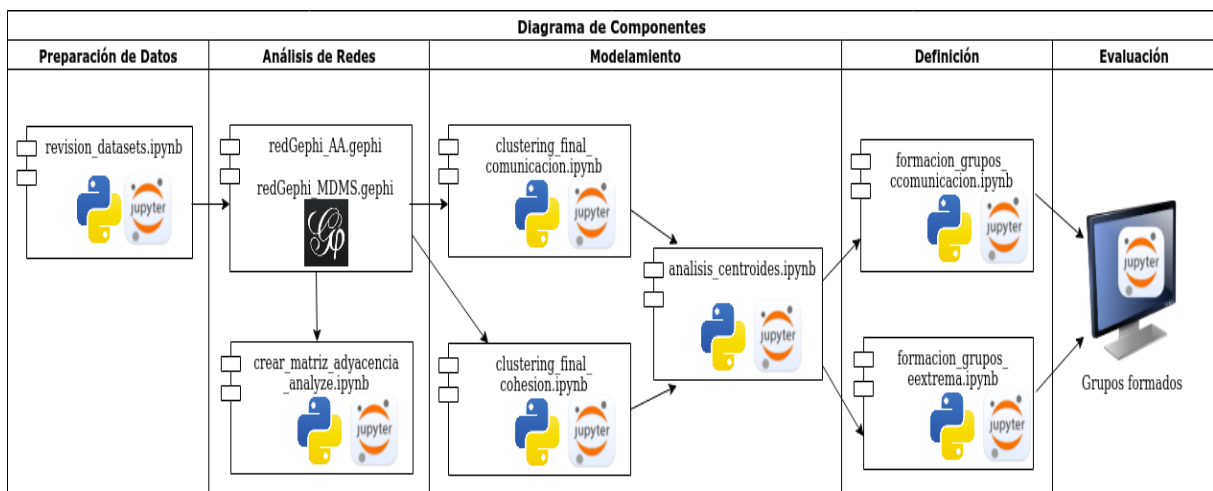 Diagrama de Componentes
Preparación de Datos
Análisis de Redes
Modelamiento
Definición
Evaluación
revision_datasets.ipynb
jupyter
redGephi_AA.gephi
redGephi_MDMS.gephi
crear_matriz_adyacencia
_analyze.ipynb
jupyter
clustering_final_
comunicacion.ipynb
jupyter
clustering_final_
cohesion.ipynb
jupyter
analisis_centroides.ipynb
jupyter
formacion_grupos_
ccomunicacion.ipynb
jupyter
formacion_grupos_
eextrema.ipynb
jupyter
jupyter
Grupos formados